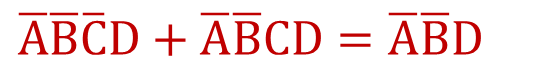 A̅B̅C̅D + A̅B̅CD = A̅B̅D